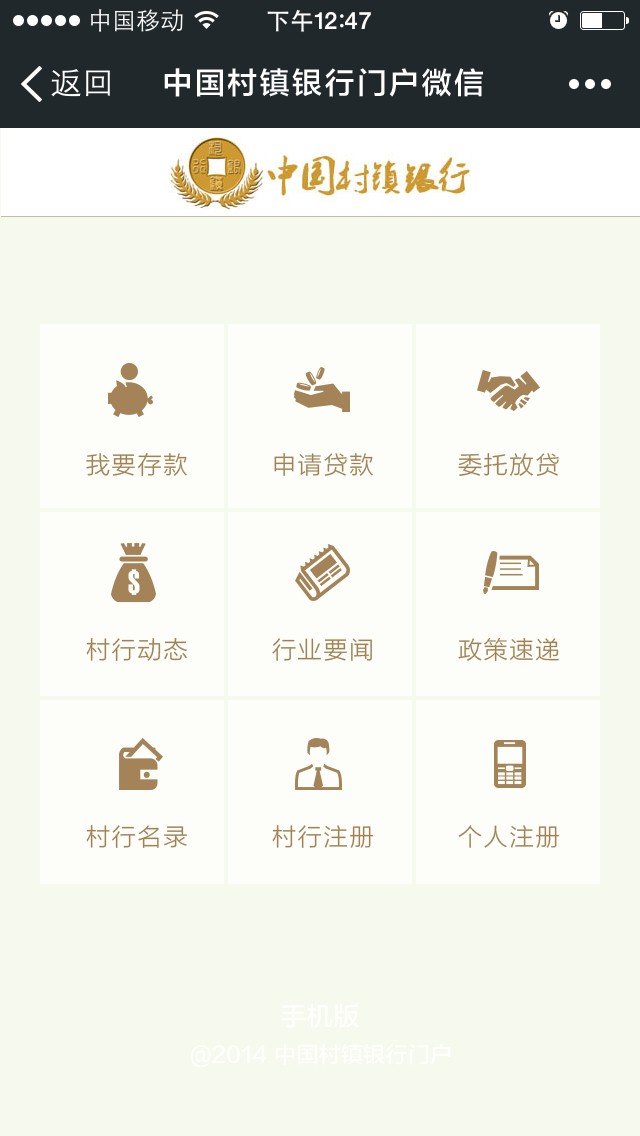 中国移动 下午12:47
返回 中国村镇银行门户微信
中国村镇银行
我要存款 申请贷款 委托放贷
村行动态 行业要闻 政策速递
村行名录 村行注册 个人注册
手机版
@2014 中国村镇银行门户